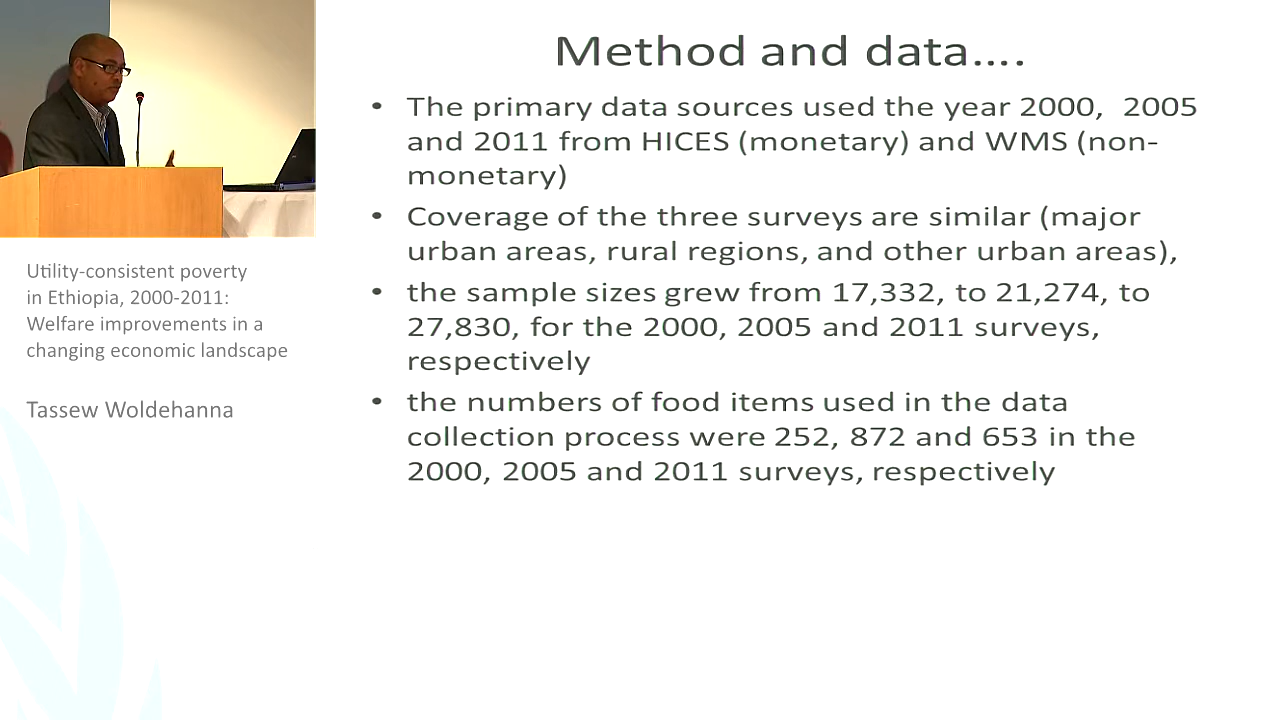 Method and data....
• The primary data sources used the year 2000, 2005
and 2011 from HICES (monetary) and WMS (non-
monetary)
• Coverage of the three surveys are similar (major
urban areas, rural regions, and other urban areas),
• the sample sizes grew from 17,332, to 21,274, to
27,830, for the 2000, 2005 and 2011 surveys,
respectively
• the numbers of food items used in the data
collection process were 252, 872 and 653 in the
2000, 2005 and 2011 surveys, respectively
Utility-consistent poverty
in Ethiopia, 2000-2011:
Welfare improvements in a
changing economic landscape
Tassew Woldehanna